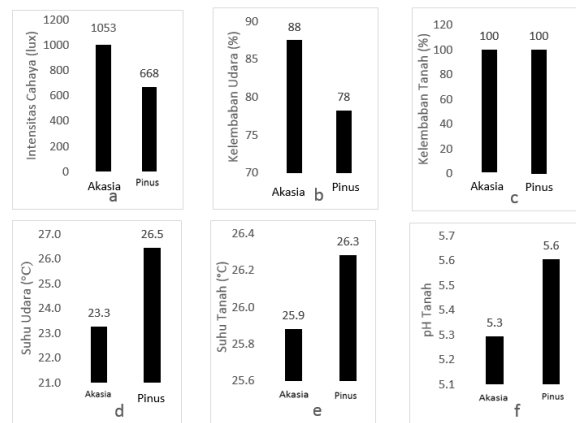 Intensitas Cahaya (lux)
1200
1000
800
600
400
200
0
1053
668
Akasia
Pinus
a
Kelembaban Udara (%)
90
85
80
75
70
88
78
Akasia
Pinus
b
Kelembaban Tanah (%)
120
100
80
60
40
20
0
100
100
Akasia
Pinus
c
Suhu Udara (°C)
27.0
26.0
25.0
24.0
23.0
22.0
21.0
23.3
26.5
Akasia
Pinus
d
Suhu Tanah (°C)
26.4
26.2
26.0
25.8
25.6
25.9
26.3
Akasia
Pinus
e
pH Tanah
5.7
5.6
5.5
5.4
5.3
5.2
5.1
5.3
5.6
Akasia
Pinus
f